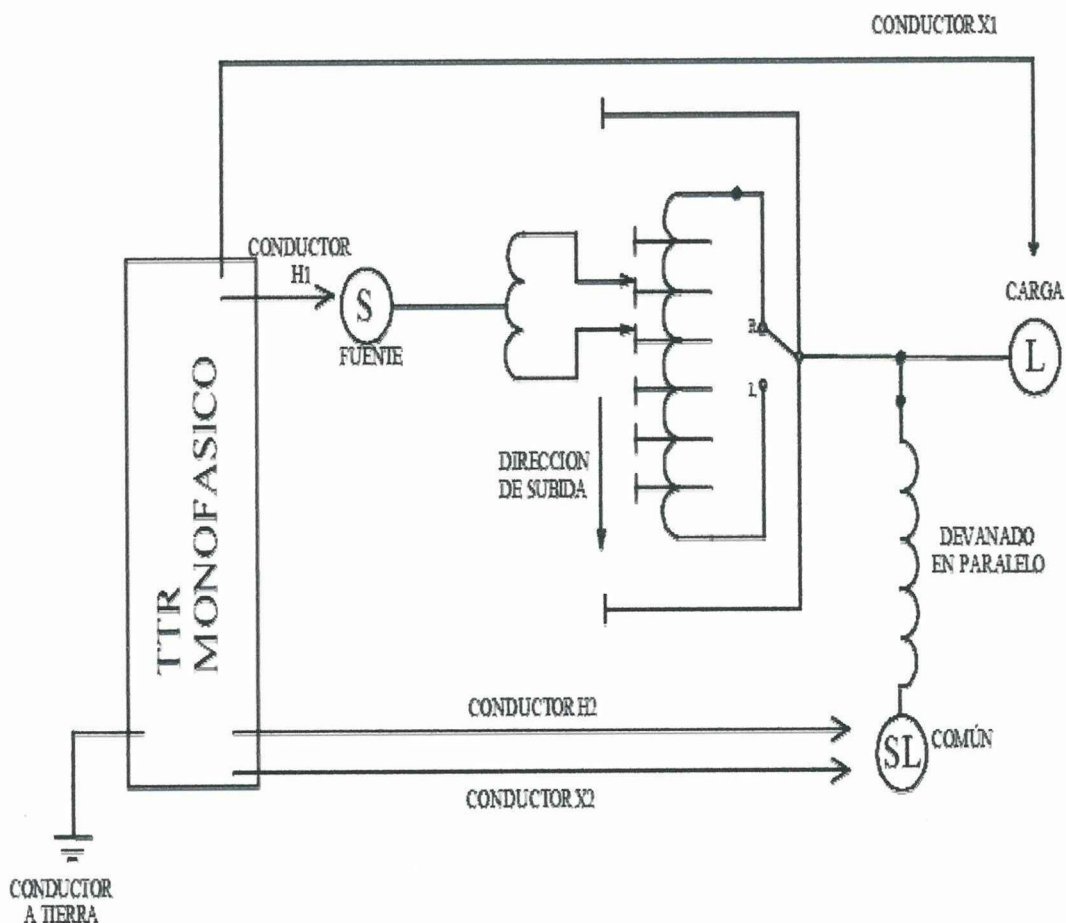 CONDUCTOR X1
CONDUCTOR
H1
S
FUENTE
CARGA
L
R
L
DIRECCION
DE SUBIDA
DEVANADO
EN PARALELO
TTR
MONOFASICO
CONDUCTOR H2
SL
COMÚN
CONDUCTOR X2
CONDUCTOR
A TIERRA